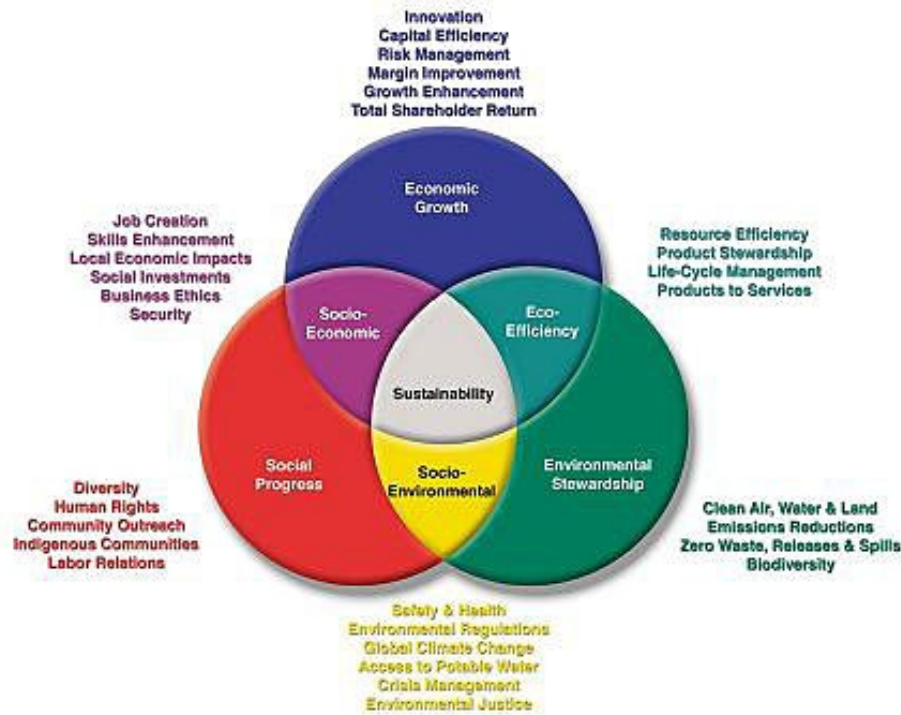 Innovation
Capital Efficiency
Risk Management
Margin Improvement
Growth Enhancement
Total Shareholder Return
Economic
Growth
Job Creation
Skills Enhancement
Local Economic Impacts
Social Investments
Business Ethics
Security
Resource Efficiency
Product Stewardship
Life-Cycle Management
Products to Services
Socio-
Economic
Eco-
Efficiency
Sustainability
Social
Progress
Socio-
Environmental
Environmental
Stewardship
Diversity
Human Rights
Community Outreach
Indigenous Communities
Labor Relations
Clean Air, Water & Land
Emissions Reductions
Zero Waste, Releases & Spills
Biodiversity
Safety & Health
Environmental Regulations
Global Climate Change
Access to Potable Water
Crisis Management
Environmental Justice